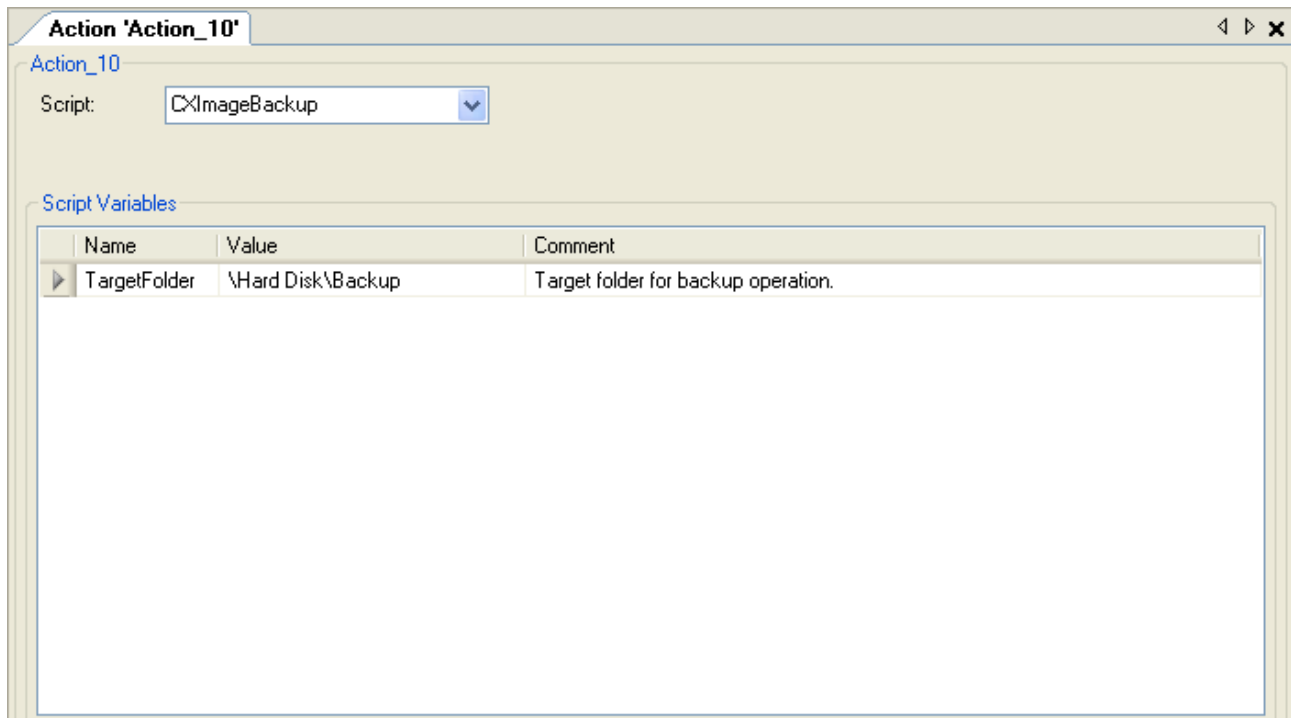 Action 'Action_10'
Action_10
Script: CXImageBackup
Script Variables
Name Value Comment
TargetFolder \Hard Disk\Backup Target folder for backup operation.